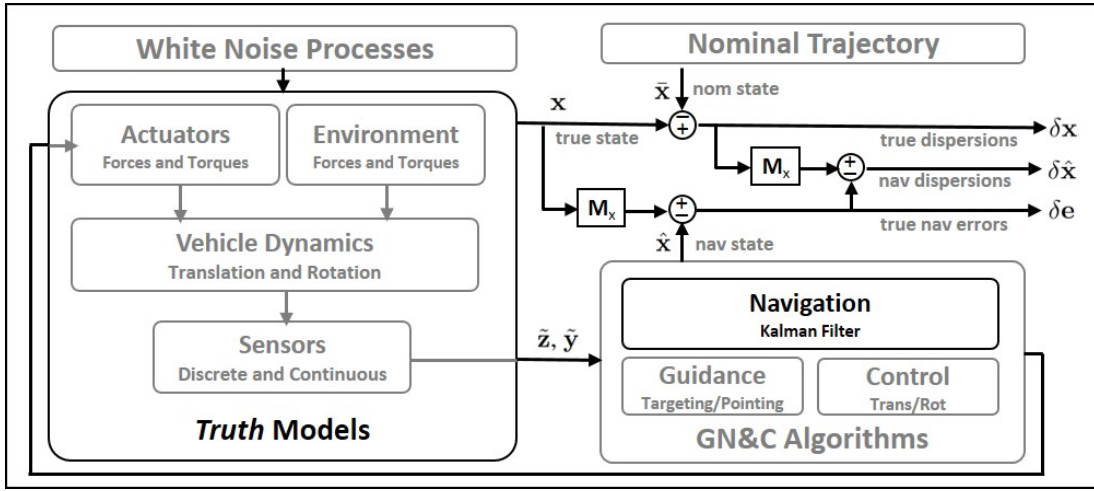 White Noise Processes
Nominal Trajectory
x̄
nom state
x
true state
−
+
δx
true dispersions
Mₓ
+
−
δx̂
nav dispersions
Mₓ
+
−
δe
true nav errors
x̂
nav state
Actuators
Forces and Torques
Environment
Forces and Torques
Vehicle Dynamics
Translation and Rotation
Sensors
Discrete and Continuous
Truth Models
z̃, ỹ
Navigation
Kalman Filter
Guidance
Targeting/Pointing
Control
Trans/Rot
GN&C Algorithms